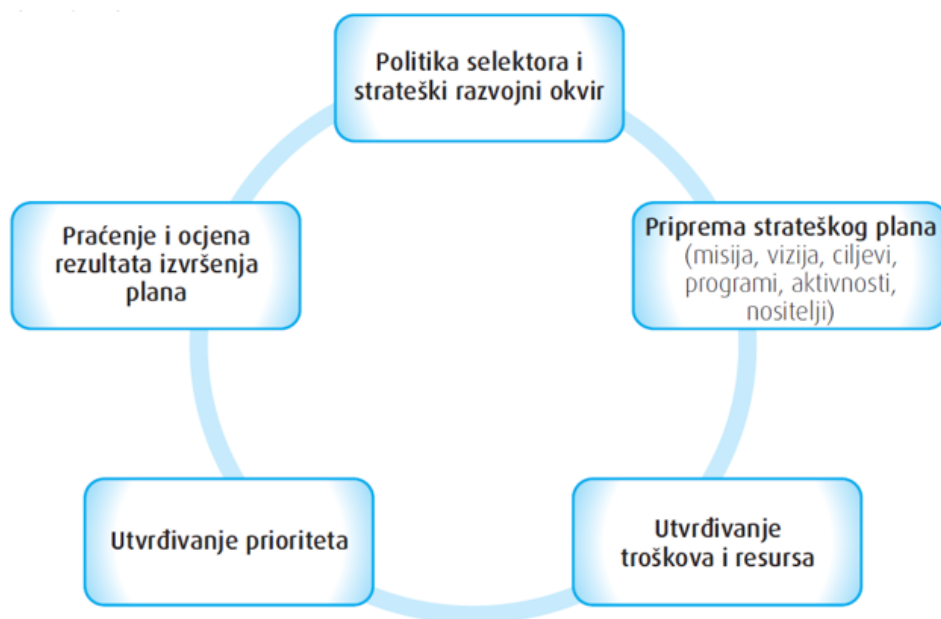 Politika selektora i
strateški razvojni okvir
Priprema strateškog plana
(misija, vizija, ciljevi,
programi, aktivnosti,
nositelji)
Utvrđivanje
troškova i resursa
Utvrđivanje prioriteta
Praćenje i ocjena
rezultata izvršenja
plana